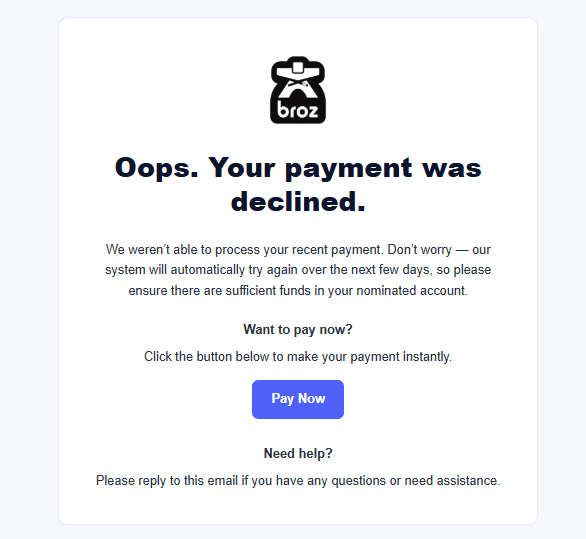 broz
Oops. Your payment was
declined.
We weren’t able to process your recent payment. Don’t worry — our
system will automatically try again over the next few days, so please
ensure there are sufficient funds in your nominated account.
Want to pay now?
Click the button below to make your payment instantly.
Pay Now
Need help?
Please reply to this email if you have any questions or need assistance.